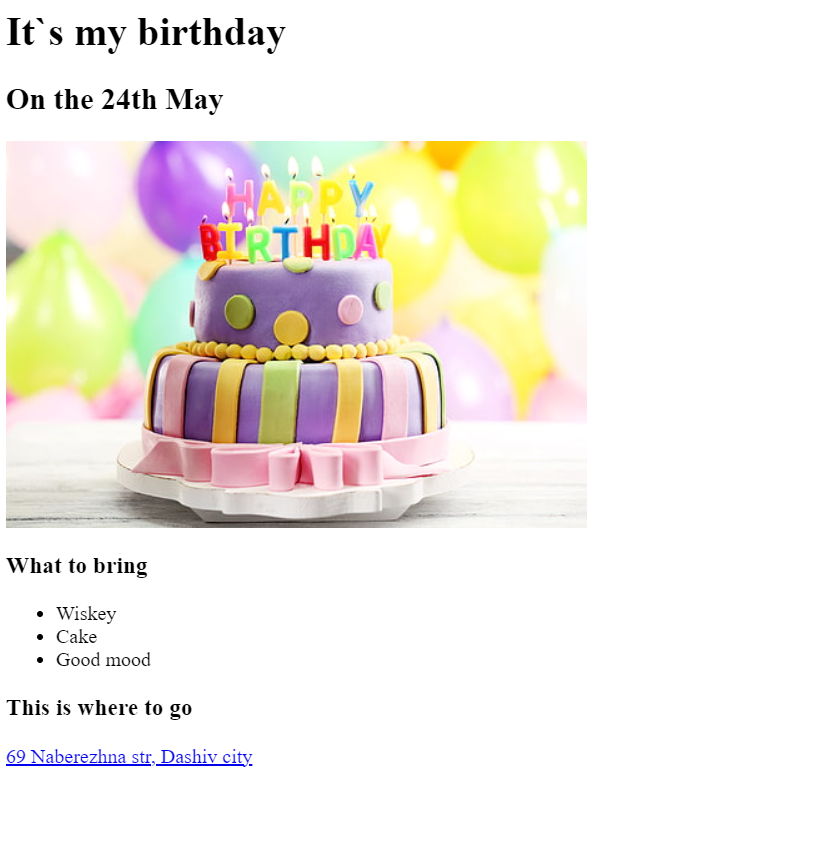 It`s my birthday
On the 24th May
HAPPY
BIRTHDAY
What to bring
Wiskey
Cake
Good mood
This is where to go
69 Naberezhna str, Dashiv city